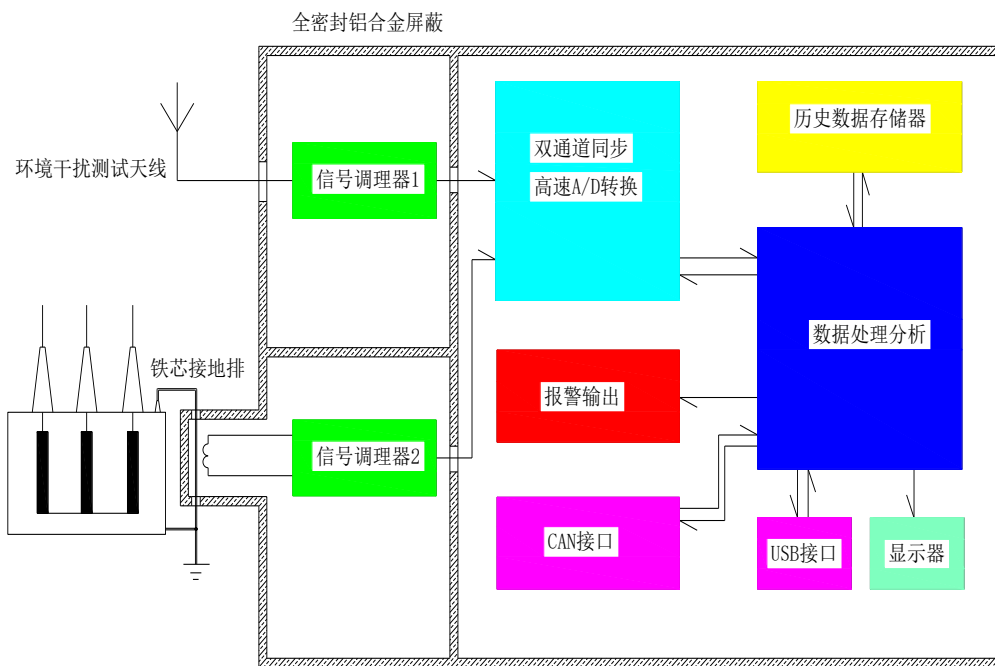 全密封铝合金屏蔽
历史数据存储器
双通道同步
高速A/D转换
环境干扰测试天线
信号调理器1
数据处理分析
铁芯接地排
报警输出
信号调理器2
CAN接口
USB接口
显示器